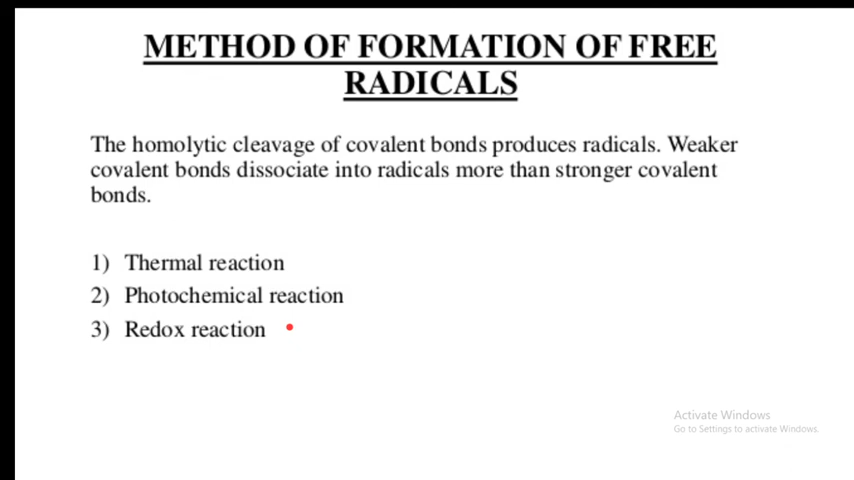 METHOD OF FORMATION OF FREE
RADICALS
The homolytic cleavage of covalent bonds produces radicals. Weaker
covalent bonds dissociate into radicals more than stronger covalent
bonds.
1) Thermal reaction
2) Photochemical reaction
3) Redox reaction
Activate Windows
Go to Settings to activate Windows.